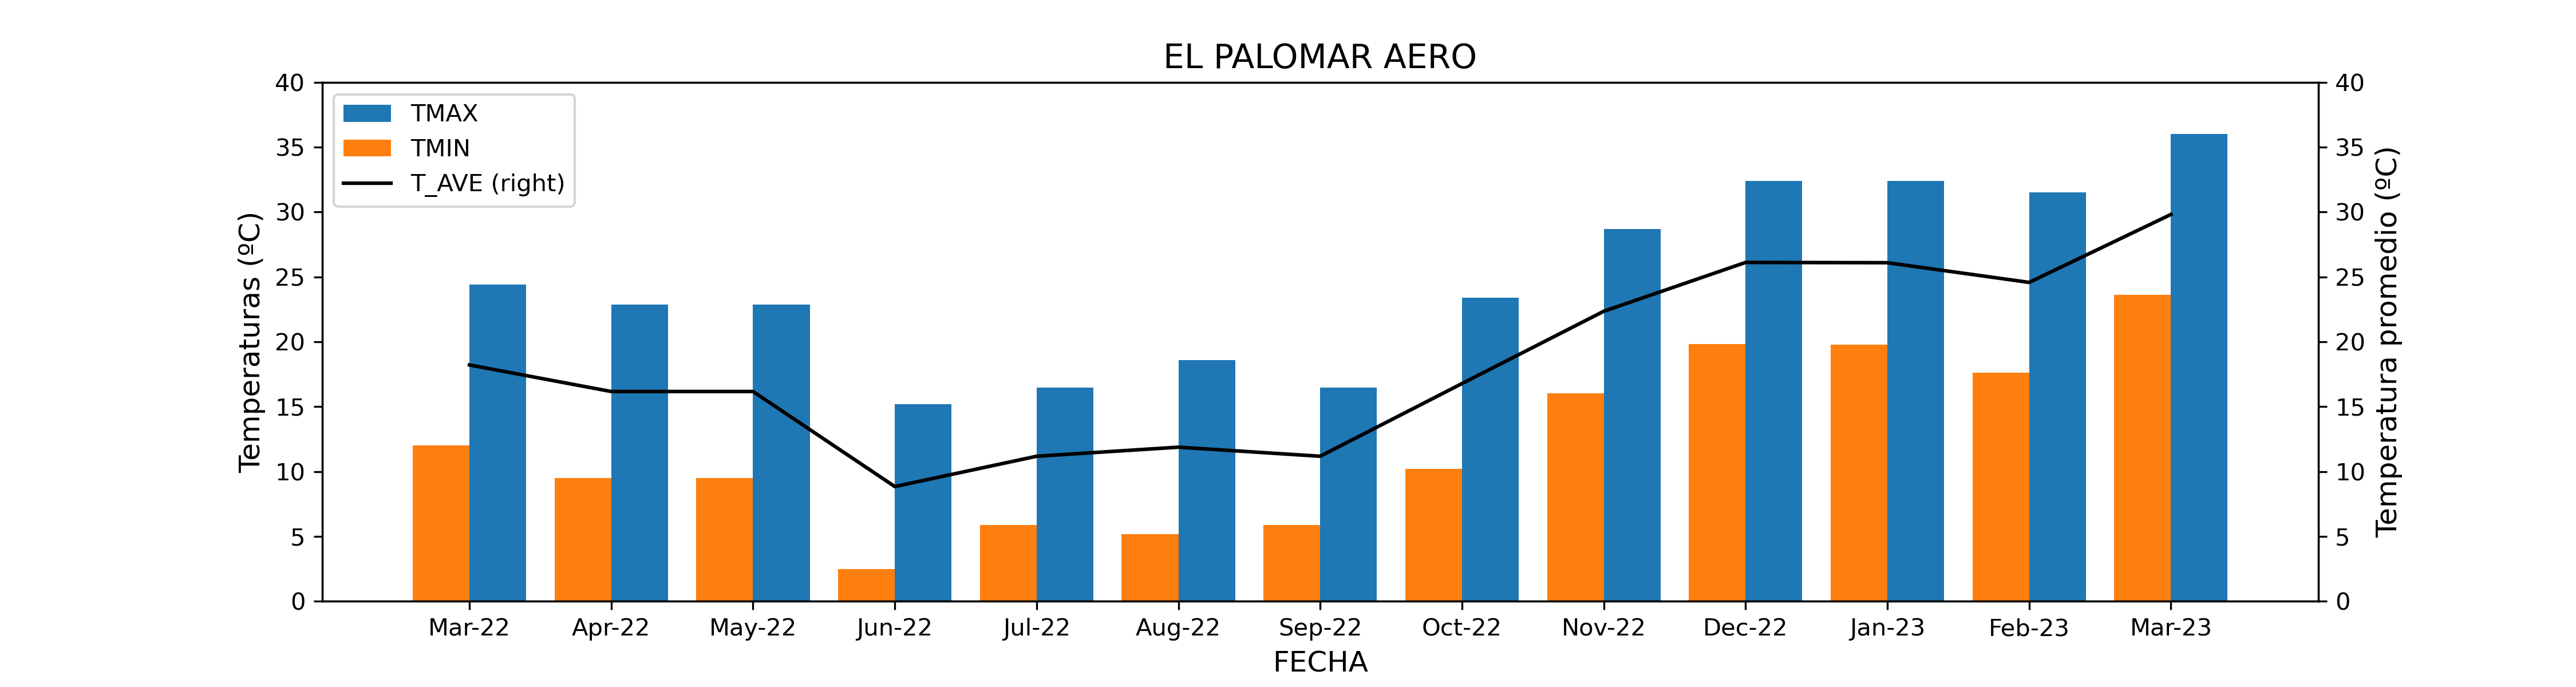 EL PALOMAR AERO
40
35
30
25
20
15
10
5
0
Temperaturas (ºC)
TMAX
TMIN
T_AVE (right)
40
35
30
25
20
15
10
5
0
Temperatura promedio (ºC)
Mar-22 Apr-22 May-22 Jun-22 Jul-22 Aug-22 Sep-22 Oct-22 Nov-22 Dec-22 Jan-23 Feb-23 Mar-23
FECHA